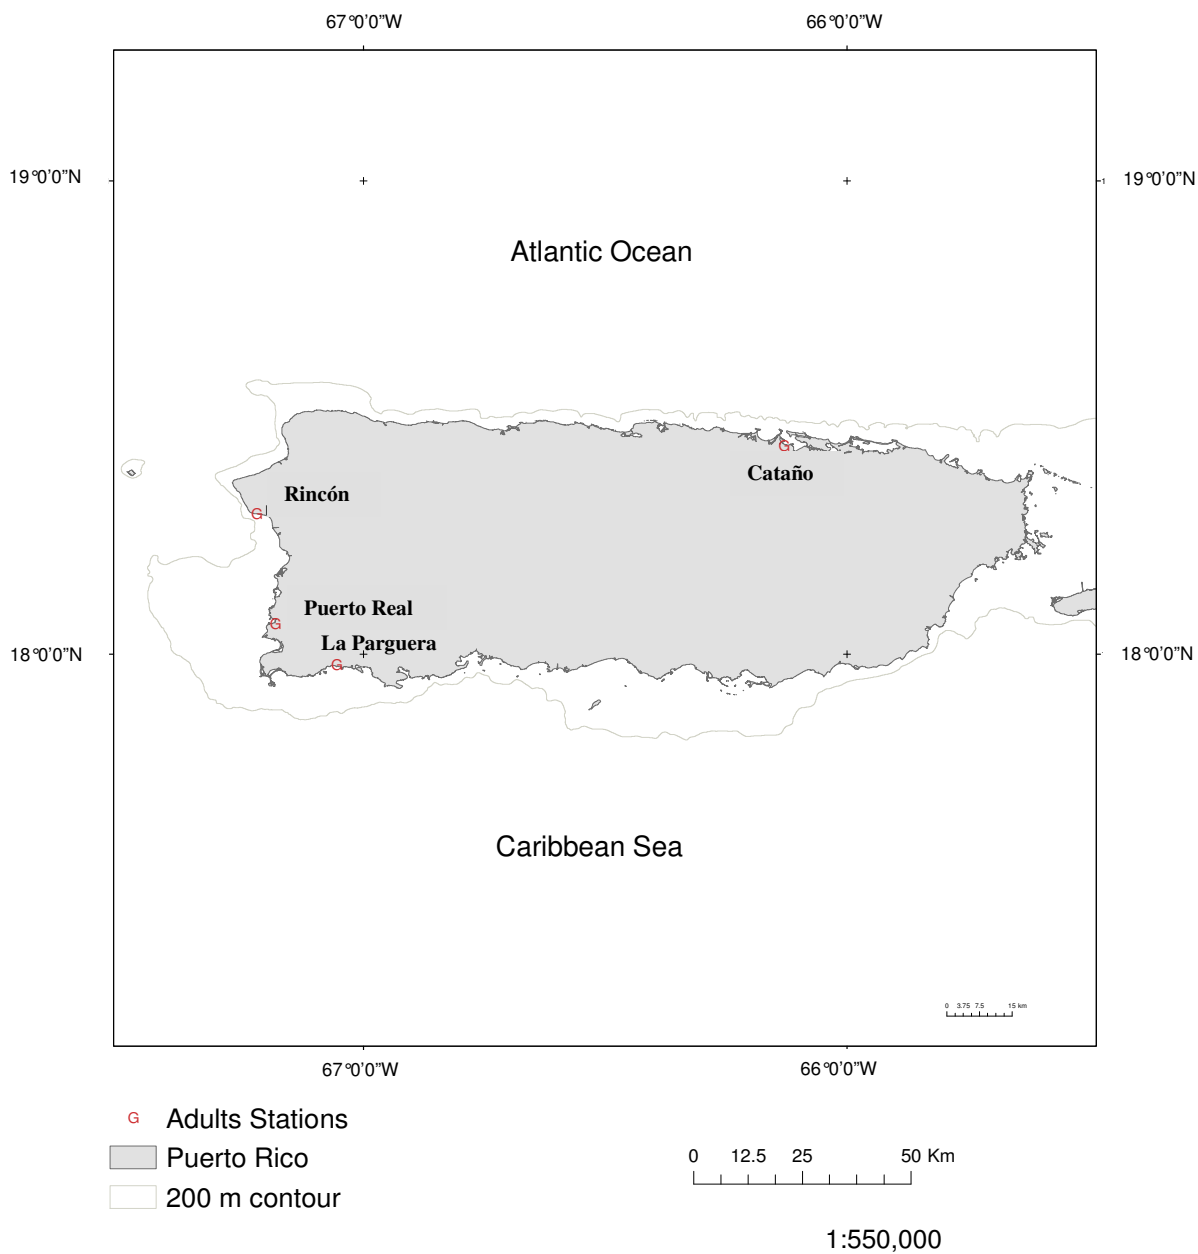 67°0'0"W 66°0'0"W
19°0'0"N 1 19°0'0"N
Atlantic Ocean
G
Cataño
Rincón
G
Puerto Real
G
La Parguera
18°0'0"N G 18°0'0"N
Caribbean Sea
0 3.75 7.5 15 km
67°0'0"W 66°0'0"W
G Adults Stations
Puerto Rico
200 m contour
0 12.5 25 50 Km
1:550,000